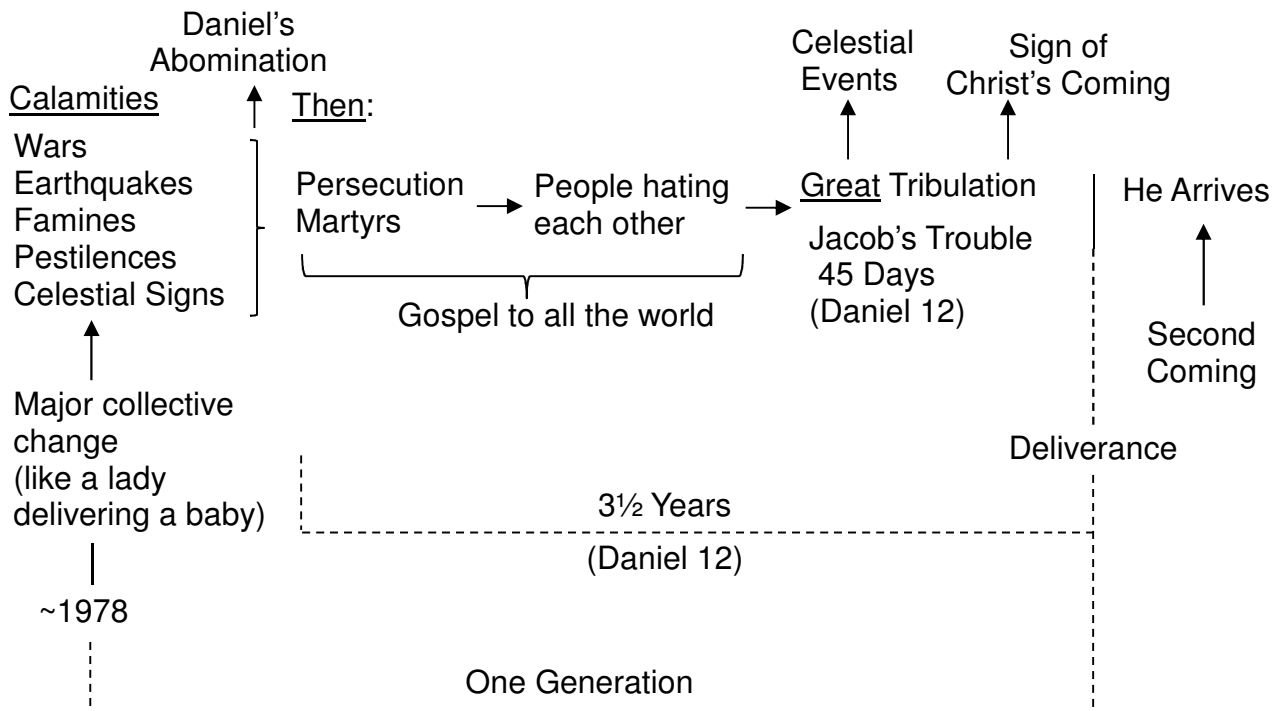 Daniel's
Abomination
Calamities
Wars
Earthquakes
Famines
Pestilences
Celestial Signs
Then:
Persecution
Martyrs
People hating
each other
Gospel to all the world
Celestial
Events
Sign of
Christ's Coming
Great Tribulation
Jacob's Trouble
45 Days
(Daniel 12)
He Arrives
Second
Coming
Major collective
change
(like a lady
delivering a baby)
~1978
Deliverance
3½ Years
(Daniel 12)
One Generation